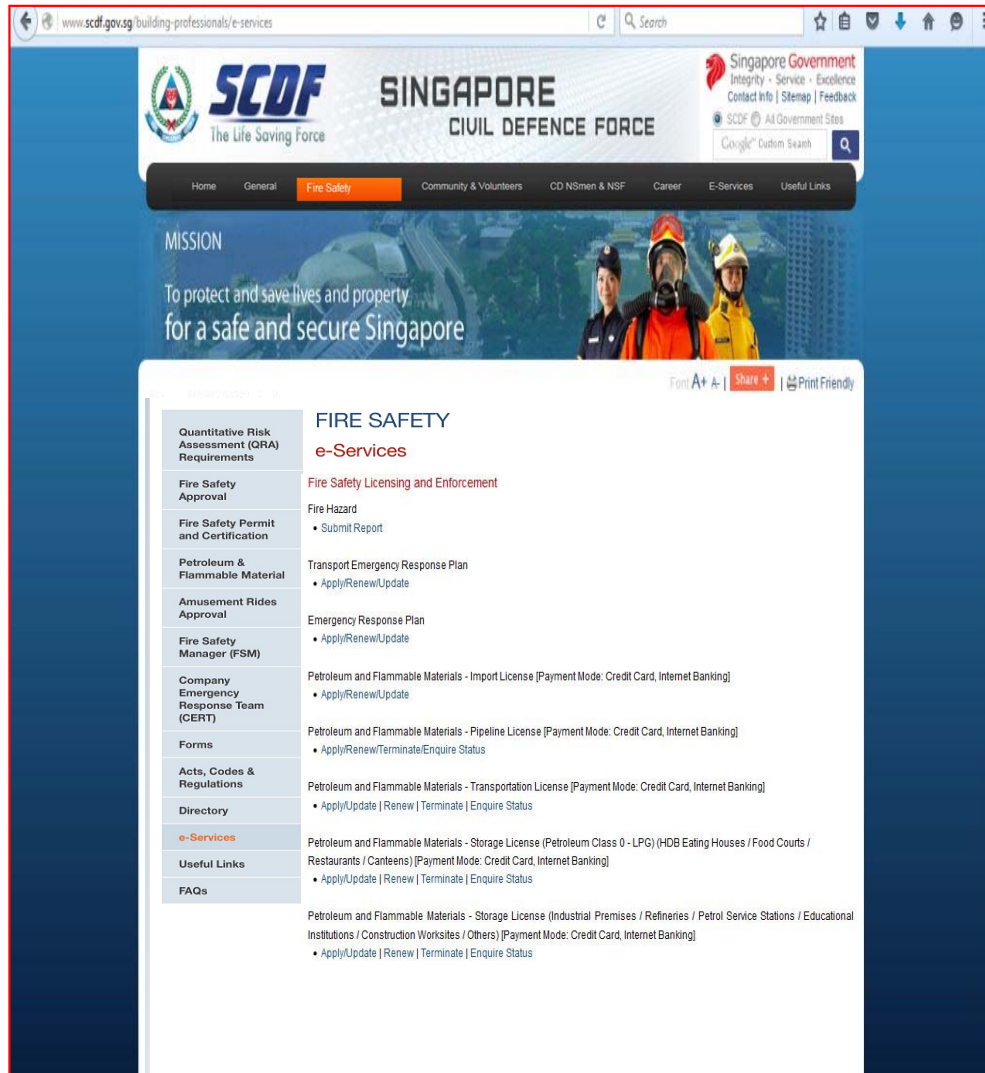 www.scdf.gov.sg/building-professionals/e-services
Search
SCDF
The Life Saving Force
SINGAPORE
CIVIL DEFENCE FORCE
Singapore Government
Integrity · Service · Excellence
Contact Info | Sitemap | Feedback
SCDF All Government Sites
Google™ Custom Search
Home General Fire Safety Community & Volunteers CD NSmen & NSF Career E-Services Useful Links
MISSION
To protect and save lives and property
for a safe and secure Singapore
Font A+ A- | Share + | Print Friendly
Quantitative Risk
Assessment (QRA)
Requirements
Fire Safety
Approval
Fire Safety Permit
and Certification
Petroleum &
Flammable Material
Amusement Rides
Approval
Fire Safety
Manager (FSM)
Company
Emergency
Response Team
(CERT)
Forms
Acts, Codes &
Regulations
Directory
e-Services
Useful Links
FAQs
FIRE SAFETY
e-Services
Fire Safety Licensing and Enforcement
Fire Hazard
• Submit Report
Transport Emergency Response Plan
• Apply/Renew/Update
Emergency Response Plan
• Apply/Renew/Update
Petroleum and Flammable Materials - Import License [Payment Mode: Credit Card, Internet Banking]
• Apply/Renew/Update
Petroleum and Flammable Materials - Pipeline License [Payment Mode: Credit Card, Internet Banking]
• Apply/Renew/Terminate/Enquire Status
Petroleum and Flammable Materials - Transportation License [Payment Mode: Credit Card, Internet Banking]
• Apply/Update | Renew | Terminate | Enquire Status
Petroleum and Flammable Materials - Storage License (Petroleum Class 0 - LPG) (HDB Eating Houses / Food Courts /
Restaurants / Canteens) [Payment Mode: Credit Card, Internet Banking]
• Apply/Update | Renew | Terminate | Enquire Status
Petroleum and Flammable Materials - Storage License (Industrial Premises / Refineries / Petrol Service Stations / Educational
Institutions / Construction Worksites / Others) [Payment Mode: Credit Card, Internet Banking]
• Apply/Update | Renew | Terminate | Enquire Status